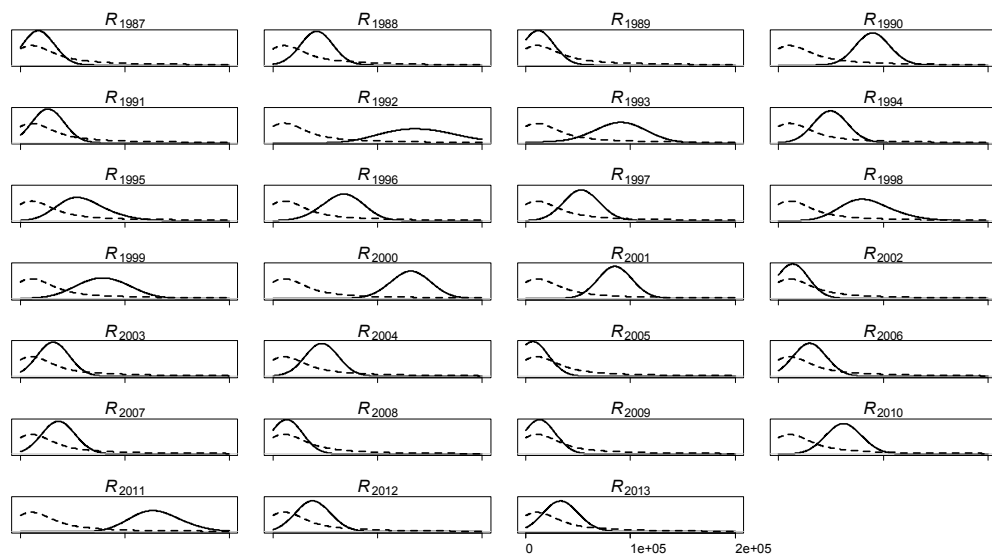 R1987 R1988 R1989 R1990
R1991 R1992 R1993 R1994
R1995 R1996 R1997 R1998
R1999 R2000 R2001 R2002
R2003 R2004 R2005 R2006
R2007 R2008 R2009 R2010
R2011 R2012 R2013
0 1e+05 2e+05